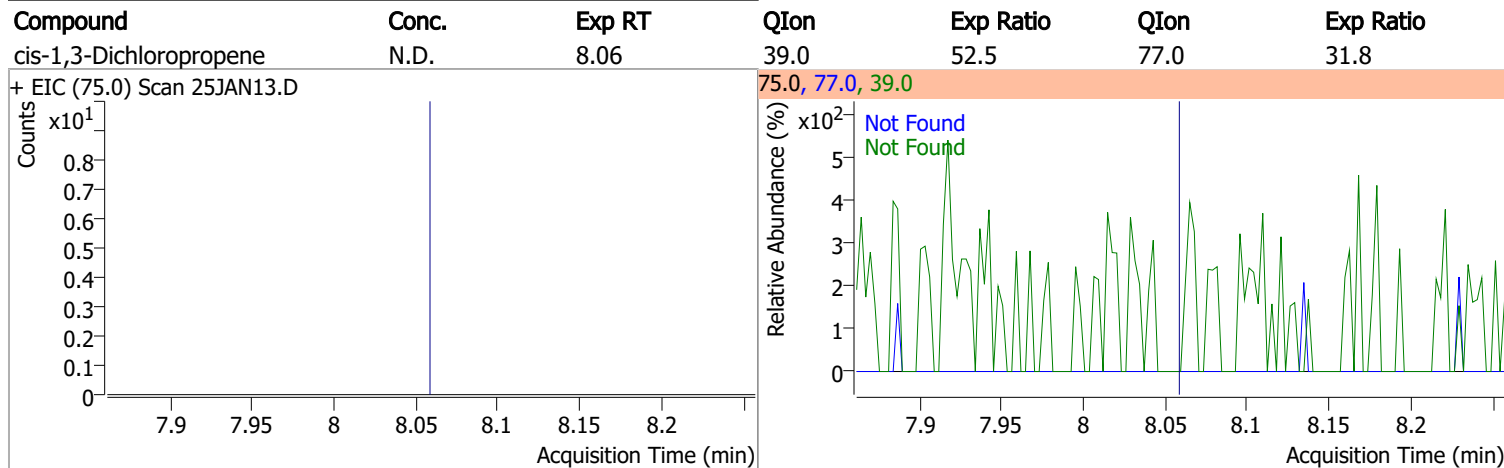 Compound Conc. Exp RT QIon Exp Ratio QIon Exp Ratio
cis-1,3-Dichloropropene N.D. 8.06 39.0 52.5 77.0 31.8
+ EIC (75.0) Scan 25JAN13.D
Counts
x10¹
0.8
0.7
0.6
0.5
0.4
0.3
0.2
0.1
0
7.9 7.95 8 8.05 8.1 8.15 8.2
Acquisition Time (min)
75.0, 77.0, 39.0
Relative Abundance (%)
x10²
Not Found
Not Found
5
4
3
2
1
0
7.9 7.95 8 8.05 8.1 8.15 8.2
Acquisition Time (min)